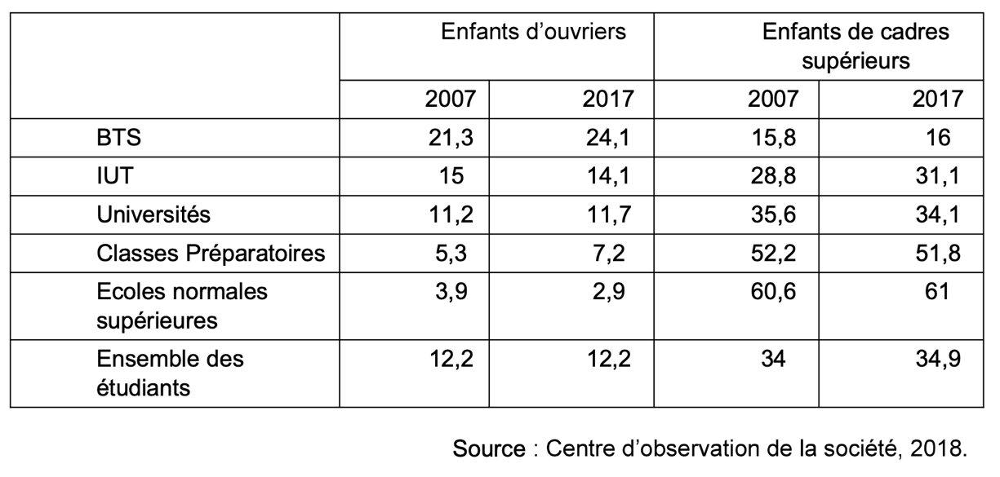 Enfants d’ouvriers Enfants de cadres
supérieurs
2007 2017 2007 2017
BTS 21,3 24,1 15,8 16
IUT 15 14,1 28,8 31,1
Universités 11,2 11,7 35,6 34,1
Classes Préparatoires 5,3 7,2 52,2 51,8
Ecoles normales 3,9 2,9 60,6 61
supérieures
Ensemble des 12,2 12,2 34 34,9
étudiants
Source : Centre d’observation de la société, 2018.